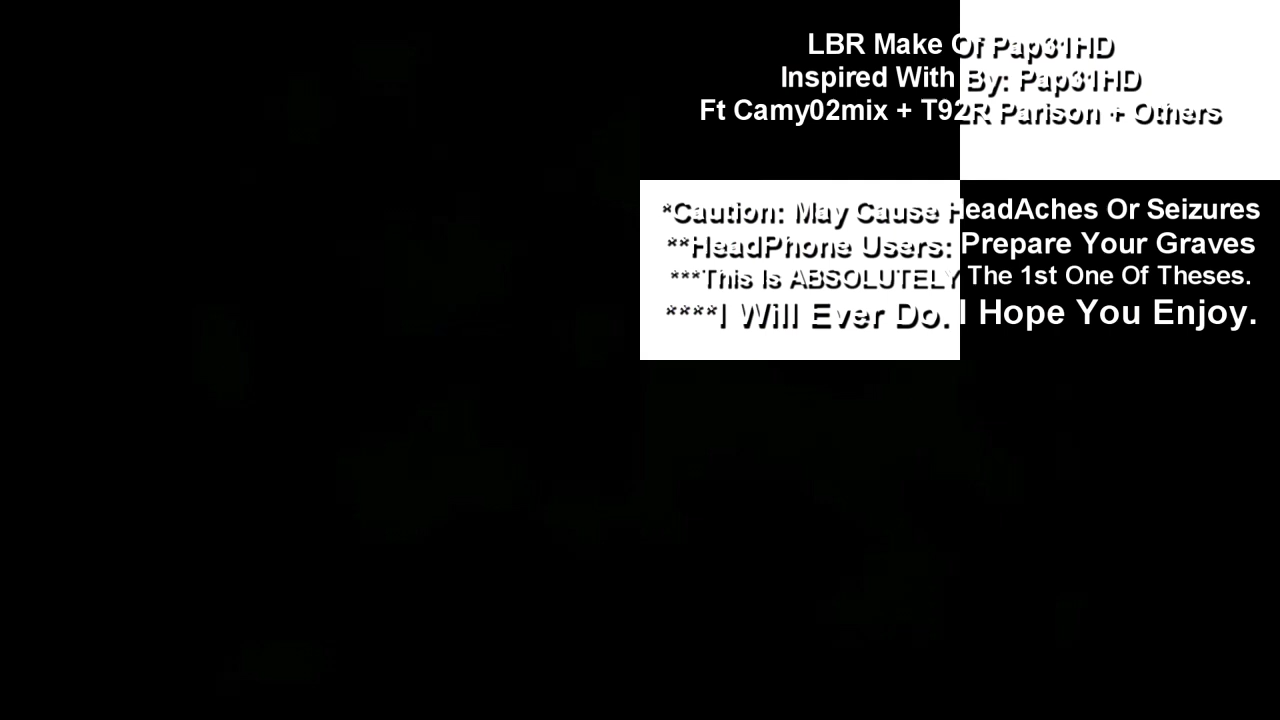 LBR Make Of Pap31HD
Inspired With By: Pap31HD
Ft Camy02mix + T92R Parison + Others
*Caution: May Cause HeadAches Or Seizures
**HeadPhone Users: Prepare Your Graves
***This Is ABSOLUTELY The 1st One Of Theses.
****I Will Ever Do. I Hope You Enjoy.